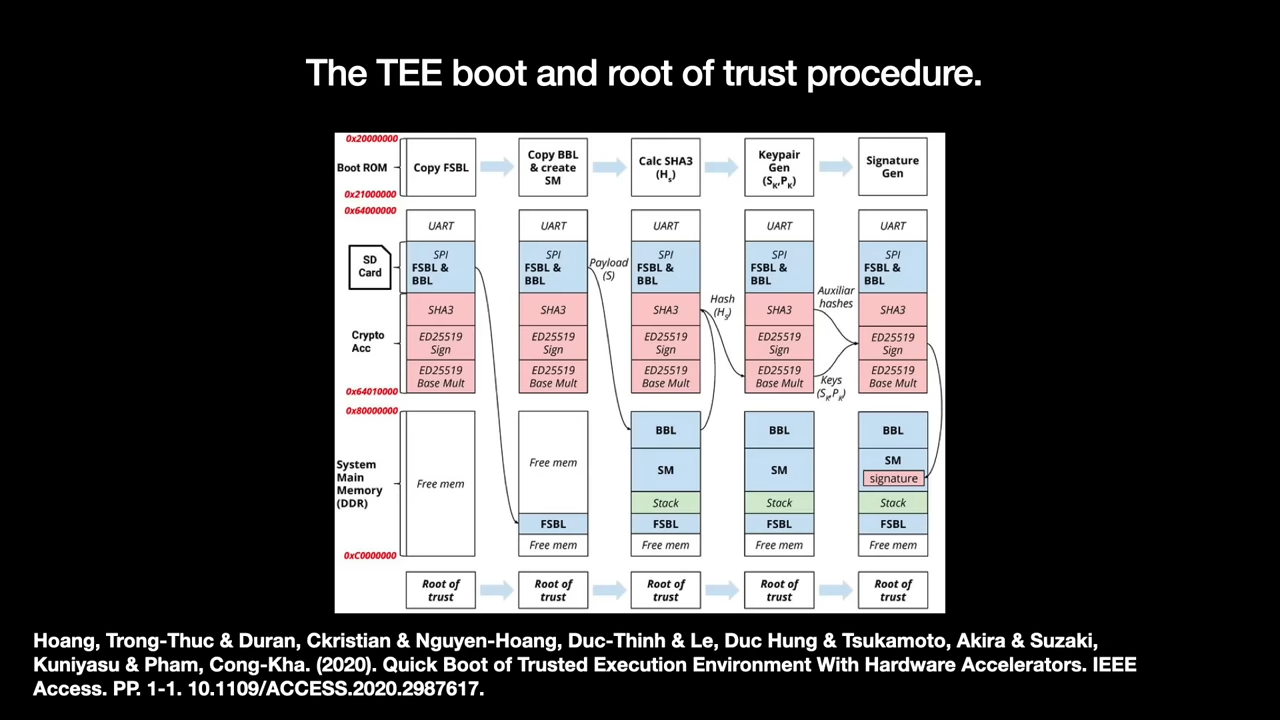 The TEE boot and root of trust procedure.
0x20000000
Boot ROM
0x21000000
Copy FSBL
Copy BBL
& create
SM
Calc SHA3
(Hs)
Keypair
Gen
(SK,PK)
Signature
Gen
0x64000000
SD
Card
Crypto
Acc
0x64010000
UART
SPI
FSBL &
BBL
SHA3
ED25519
Sign
ED25519
Base Mult
UART
SPI
FSBL &
BBL
SHA3
ED25519
Sign
ED25519
Base Mult
Payload
(S)
UART
SPI
FSBL &
BBL
SHA3
ED25519
Sign
ED25519
Base Mult
Hash
(Hs)
UART
SPI
FSBL &
BBL
SHA3
ED25519
Sign
ED25519
Base Mult
Auxiliar
hashes
Keys
(SK,PK)
UART
SPI
FSBL &
BBL
SHA3
ED25519
Sign
ED25519
Base Mult
0x80000000
System
Main
Memory
(DDR)
0xC0000000
Free mem
Free mem
FSBL
Free mem
BBL
SM
Stack
FSBL
Free mem
BBL
SM
Stack
FSBL
Free mem
BBL
SM
signature
Stack
FSBL
Free mem
Root of
trust
Root of
trust
Root of
trust
Root of
trust
Root of
trust
Hoang, Trong-Thuc & Duran, Ckristian & Nguyen-Hoang, Duc-Thinh & Le, Duc Hung & Tsukamoto, Akira & Suzaki,
Kuniyasu & Pham, Cong-Kha. (2020). Quick Boot of Trusted Execution Environment With Hardware Accelerators. IEEE
Access. PP. 1-1. 10.1109/ACCESS.2020.2987617.